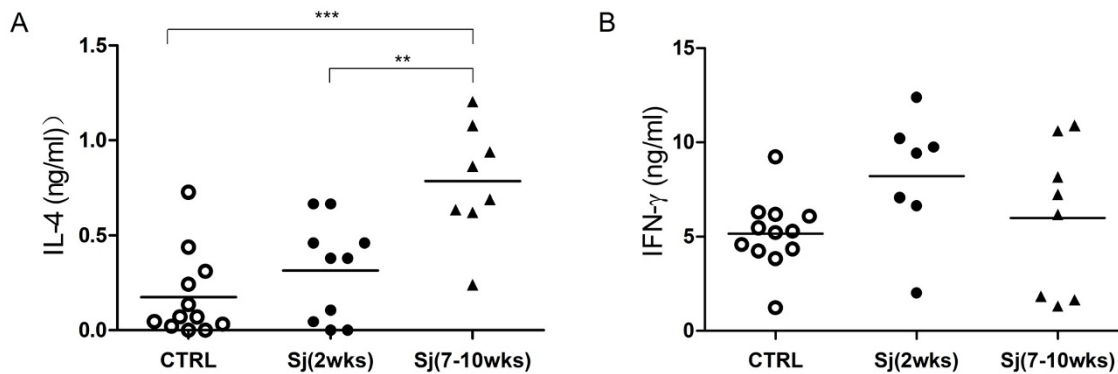 A
***
**
IL-4 (ng/ml)）
1.5
1.0
0.5
0.0
CTRL Sj(2wks) Sj(7-10wks)
B
IFN-γ (ng/ml)
15
10
5
0
CTRL Sj(2wks) Sj(7-10wks)